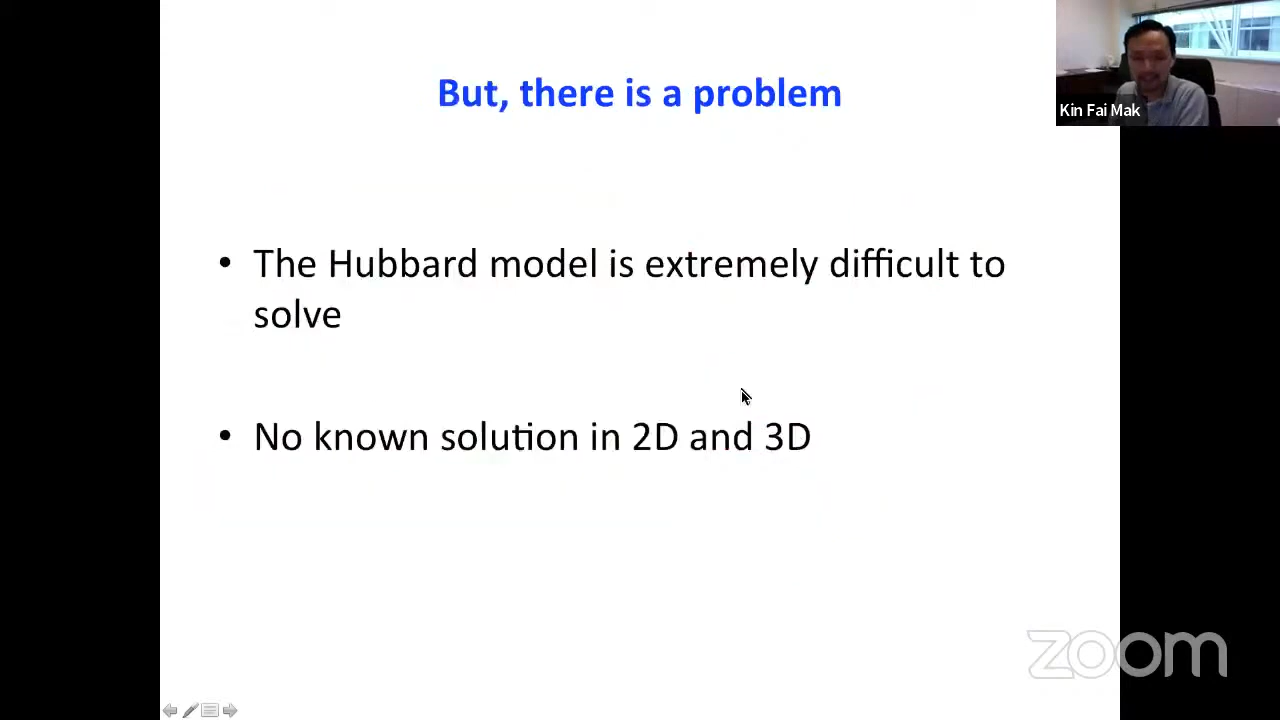 But, there is a problem
Kin Fai Mak
• The Hubbard model is extremely difficult to
solve
• No known solution in 2D and 3D
zoom